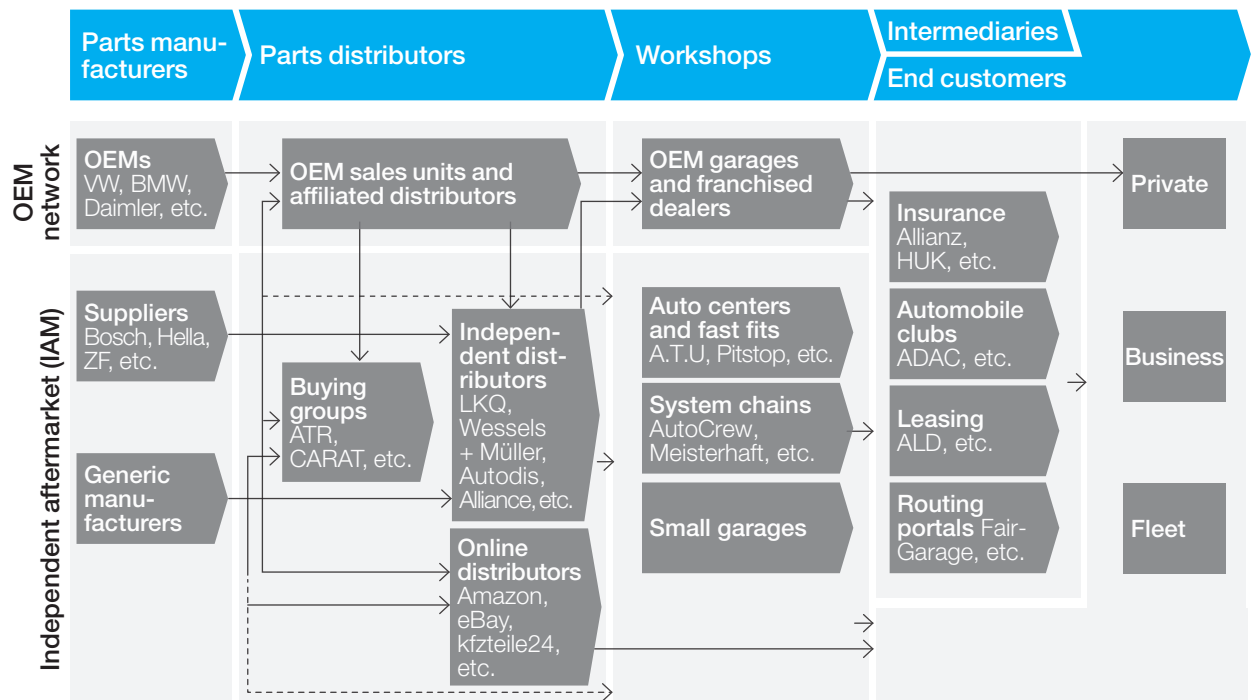 Parts manu-
facturers
Parts distributors
Workshops
Intermediaries
End customers
OEM
network
OEMs
VW, BMW,
Daimler, etc.
OEM sales units and
affiliated distributors
OEM garages
and franchised
dealers
Private
Insurance
Allianz,
HUK, etc.
Independent aftermarket (IAM)
Suppliers
Bosch, Hella,
ZF, etc.
Generic
manu-
facturers
Buying
groups
ATR,
CARAT, etc.
Indepen-
dent dist-
ributors
LKQ,
Wessels
+ Müller,
Autodis,
Alliance, etc.
Online
distributors
Amazon,
eBay,
kfzteile24,
etc.
Auto centers
and fast fits
A.T.U, Pitstop, etc.
System chains
AutoCrew,
Meisterhaft, etc.
Small garages
Automobile
clubs
ADAC, etc.
Leasing
ALD, etc.
Routing
portals Fair-
Garage, etc.
Business
Fleet